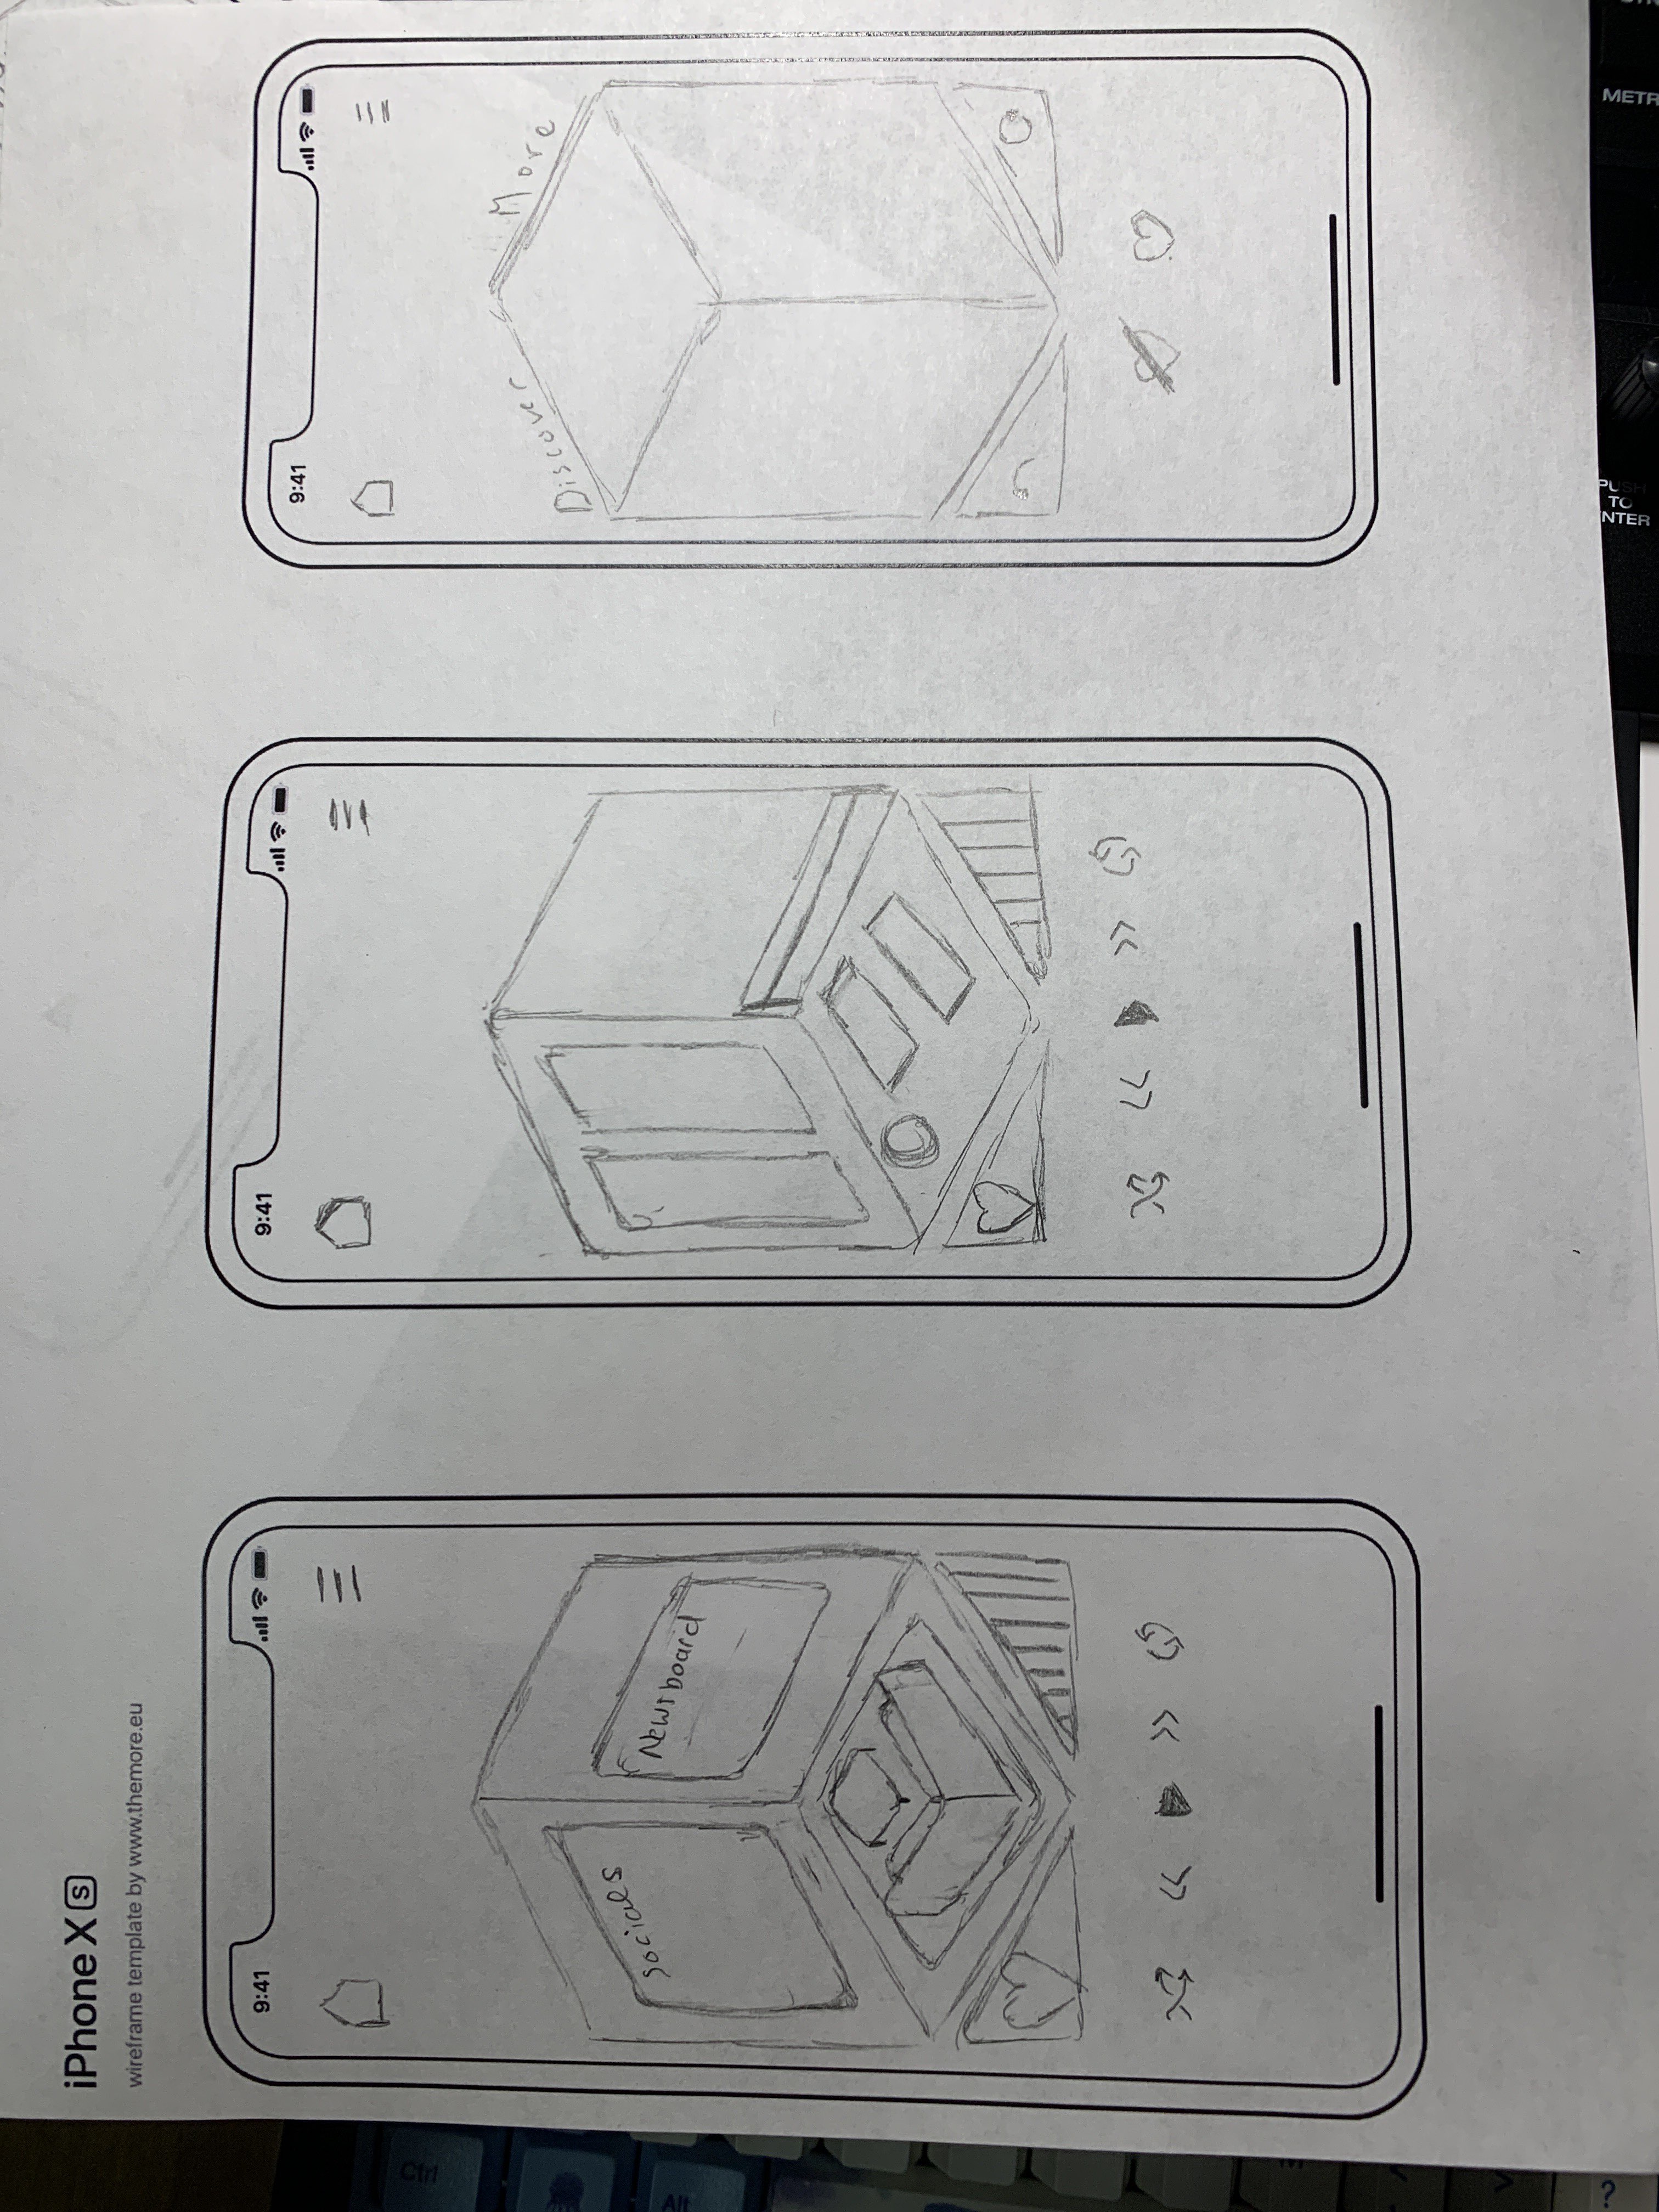 iPhone X S
wireframe template by www.themore.eu
9:41
socials
Newsboard
9:41
9:41
Discover
More
Ctrl
Alt
M
?
METR
PUSH
TO
NTER